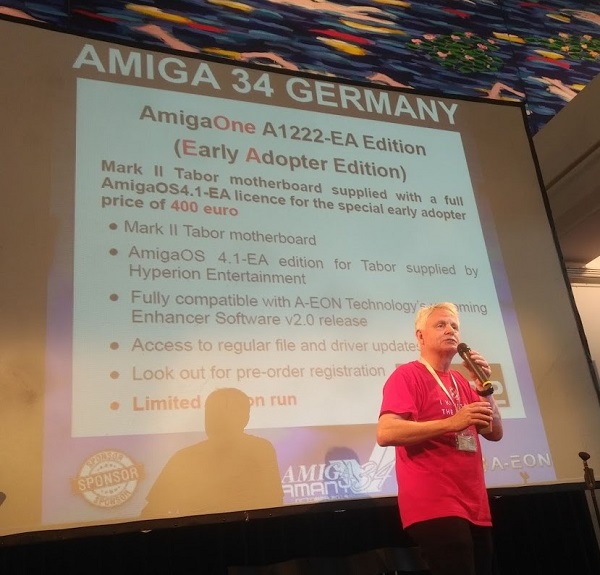 AMIGA 34 GERMANY
AmigaOne A1222-EA Edition
(Early Adopter Edition)
Mark II Tabor motherboard supplied with a full
AmigaOS4.1-EA licence for the special early adopter
price of 400 euro
• Mark II Tabor motherboard
• AmigaOS 4.1-EA edition for Tabor supplied by
Hyperion Entertainment
• Fully compatible with A-EON Technology's
Enhancer Software v2.0 release
• Access to regular file and driver updates
• Look out for pre-order registration
• Limited run
SPONSOR
SPONSOR
SPONSOR
AMIGA 34
A-EON